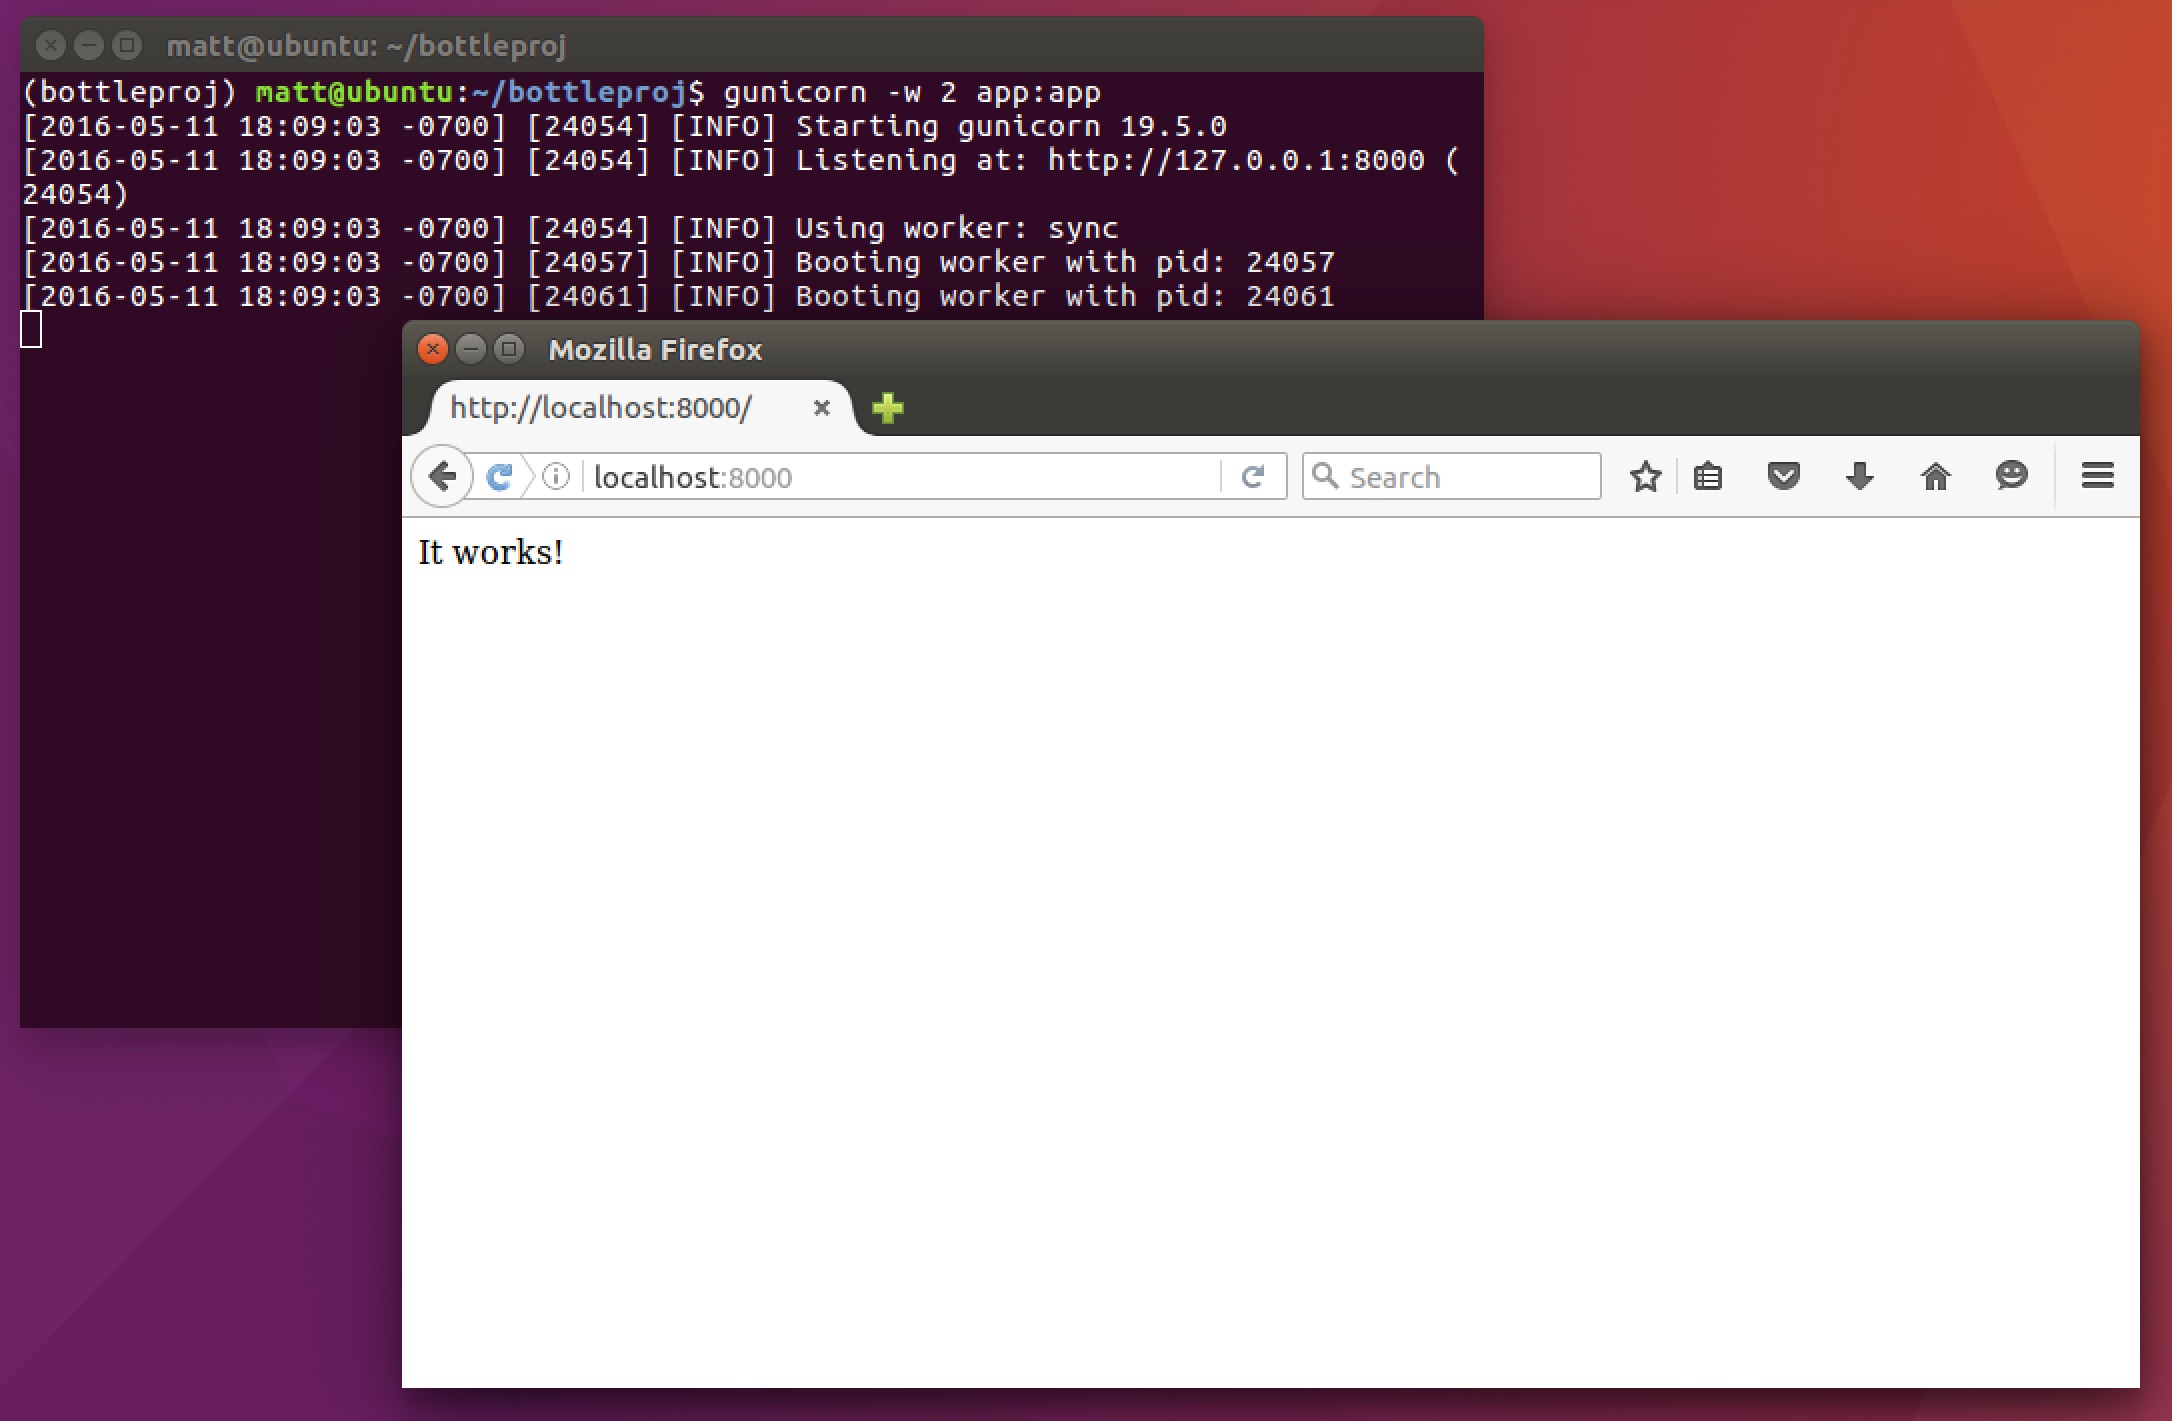 matt@ubuntu: ~/bottleproj
(bottleproj) matt@ubuntu:~/bottleproj$ gunicorn -w 2 app:app
[2016-05-11 18:09:03 -0700] [24054] [INFO] Starting gunicorn 19.5.0
[2016-05-11 18:09:03 -0700] [24054] [INFO] Listening at: http://127.0.0.1:8000 (
24054)
[2016-05-11 18:09:03 -0700] [24054] [INFO] Using worker: sync
[2016-05-11 18:09:03 -0700] [24057] [INFO] Booting worker with pid: 24057
[2016-05-11 18:09:03 -0700] [24061] [INFO] Booting worker with pid: 24061
Mozilla Firefox
http://localhost:8000/
localhost:8000 Search
It works!